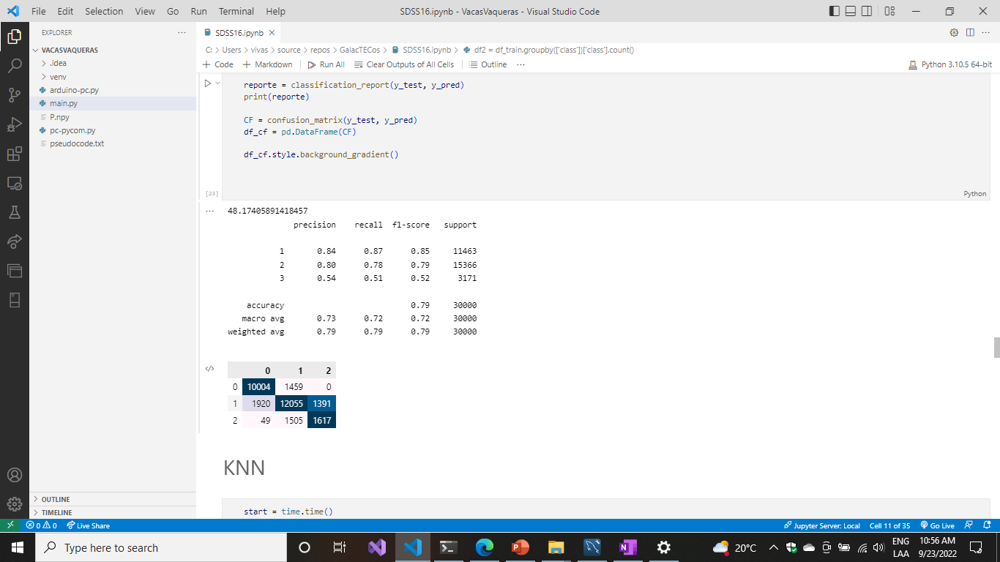 File Edit Selection View Go Run Terminal Help SDSS16.ipynb - VacasVaqueras - Visual Studio Code
EXPLORER
VACASVAQUERAS
.idea
venv
arduino-pc.py
main.py
P.npy
pc-pycom.py
pseudocode.txt
OUTLINE
TIMELINE
SDSS16.ipynb
C: > Users > vivas > source > repos > GalacTECos > SDSS16.ipynb > df2 = df_train.groupby(['class'])['class'].count()
+ Code + Markdown Run All Clear Outputs of All Cells Outline ... Python 3.10.5 64-bit
reporte = classification_report(y_test, y_pred)
print(reporte)
CF = confusion_matrix(y_test, y_pred)
df_cf = pd.DataFrame(CF)
df_cf.style.background_gradient()
[23] Python
48.17405891418457
precision recall f1-score support
1 0.84 0.87 0.85 11463
2 0.80 0.78 0.79 15366
3 0.54 0.51 0.52 3171
accuracy 0.79 30000
macro avg 0.73 0.72 0.72 30000
weighted avg 0.79 0.79 0.79 30000
0 1 2
0 10004 1459 0
1 1920 12055 1391
2 49 1505 1617
KNN
start = time.time()
0 0 Live Share Jupyter Server: Local Cell 11 of 35 Go Live
Type here to search 20°C ENG 10:56 AM
LAA 9/23/2022